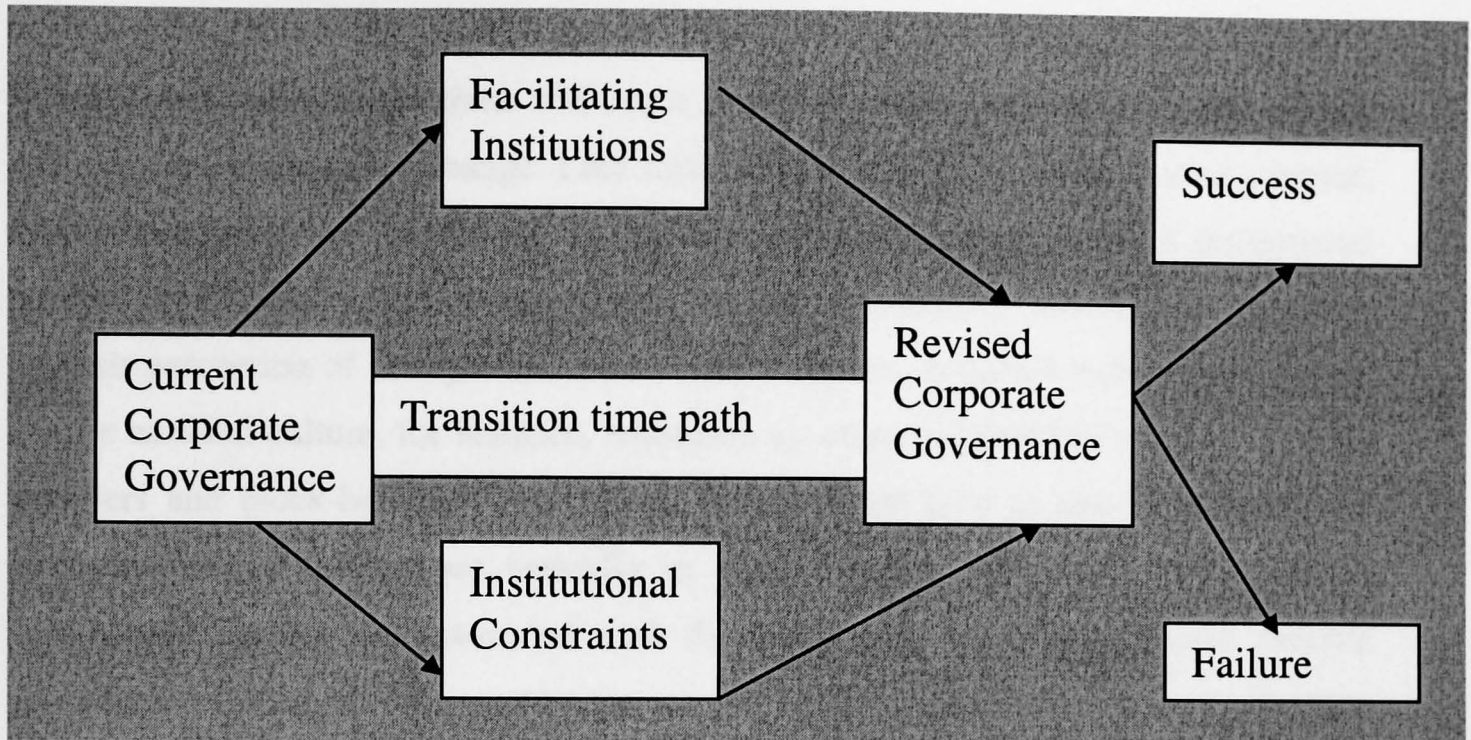 Facilitating
Institutions
Success
Current
Corporate
Governance
Transition time path
Revised
Corporate
Governance
Institutional
Constraints
Failure